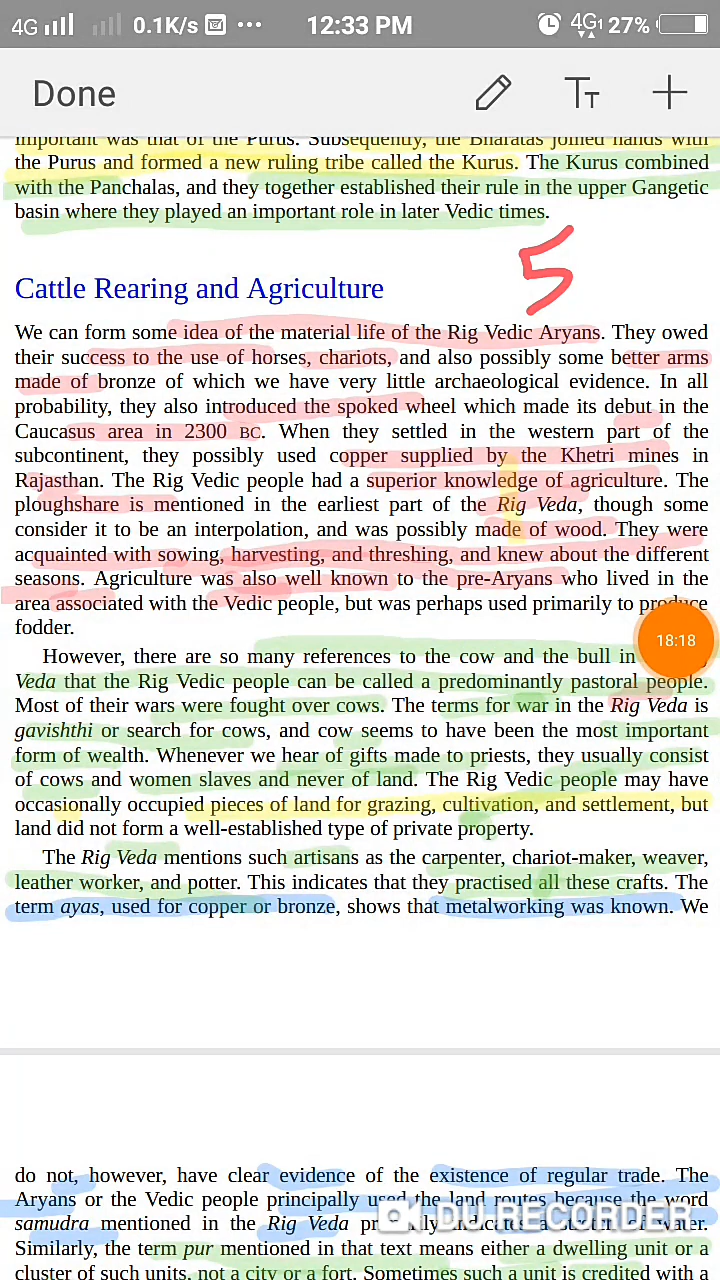 4G 0.1K/s 12:33 PM 4G1 27%
Done TT
important was that of the Purus. Subsequently, the Bharatas joined hands with
the Purus and formed a new ruling tribe called the Kurus. The Kurus combined
with the Panchalas, and they together established their rule in the upper Gangetic
basin where they played an important role in later Vedic times.
5
Cattle Rearing and Agriculture
We can form some idea of the material life of the Rig Vedic Aryans. They owed
their success to the use of horses, chariots, and also possibly some better arms
made of bronze of which we have very little archaeological evidence. In all
probability, they also introduced the spoked wheel which made its debut in the
Caucasus area in 2300 BC. When they settled in the western part of the
subcontinent, they possibly used copper supplied by the Khetri mines in
Rajasthan. The Rig Vedic people had a superior knowledge of agriculture. The
ploughshare is mentioned in the earliest part of the Rig Veda, though some
consider it to be an interpolation, and was possibly made of wood. They were
acquainted with sowing, harvesting, and threshing, and knew about the different
seasons. Agriculture was also well known to the pre-Aryans who lived in the
area associated with the Vedic people, but was perhaps used primarily to produce
fodder.
18:18
However, there are so many references to the cow and the bull in
Veda that the Rig Vedic people can be called a predominantly pastoral people.
Most of their wars were fought over cows. The terms for war in the Rig Veda is
gavishthi or search for cows, and cow seems to have been the most important
form of wealth. Whenever we hear of gifts made to priests, they usually consist
of cows and women slaves and never of land. The Rig Vedic people may have
occasionally occupied pieces of land for grazing, cultivation, and settlement, but
land did not form a well-established type of private property.
The Rig Veda mentions such artisans as the carpenter, chariot-maker, weaver,
leather worker, and potter. This indicates that they practised all these crafts. The
term ayas, used for copper or bronze, shows that metalworking was known. We
do not, however, have clear evidence of the existence of regular trade. The
Aryans or the Vedic people principally used the land routes because the word
samudra mentioned in the Rig Veda water.
DU RECORDER
Similarly, the term pur mentioned in that text means either a dwelling unit or a
cluster of such units, not a city or a fort. Sometimes such a unit is credited with a